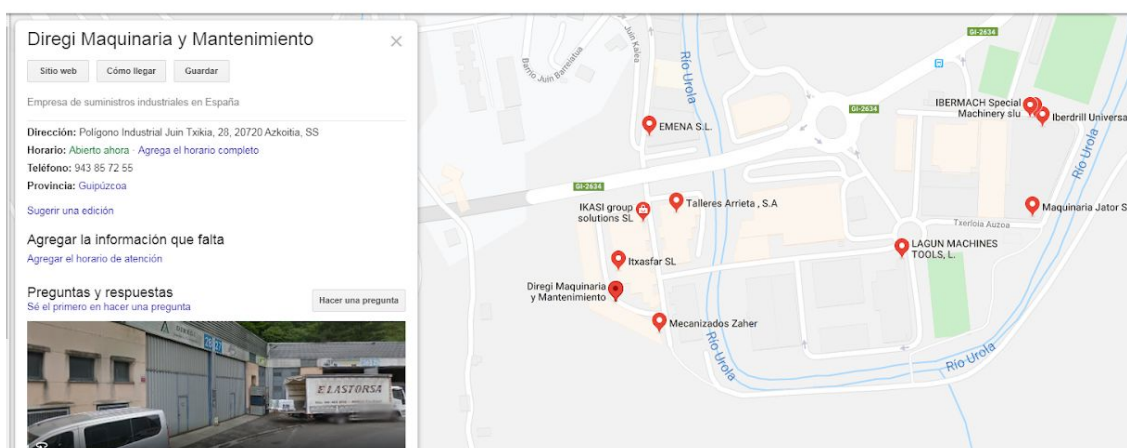 Diregi Maquinaria y Mantenimiento
Sitio web
Cómo llegar
Guardar
Empresa de suministros industriales en España
Dirección: Polígono Industrial Juin Txikia, 28, 20720 Azkoitia, SS
Horario: Abierto ahora · Agrega el horario completo
Teléfono: 943 85 72 55
Provincia: Guipúzcoa
Sugerir una edición
Agregar la información que falta
Agregar el horario de atención
Preguntas y respuestas
Sé el primero en hacer una pregunta
Hacer una pregunta
28 27
ELASTORSA
Juin Kalea
Barrio Juin Barreiatua
Río Urola
GI-2634
GI-2634
GI-2634
EMENA S.L.
IBERMACH Special
Machinery slu
Iberdrill Universa
Río Urola
IKASI group
solutions SL
Talleres Arrieta , S.A
Maquinaria Jator S
Txerloia Auzoa
LAGUN MACHINES
TOOLS, L.
Itxasfar SL
Diregi Maquinaria
y Mantenimiento
Mecanizados Zaher
Río Urola
Río Urola